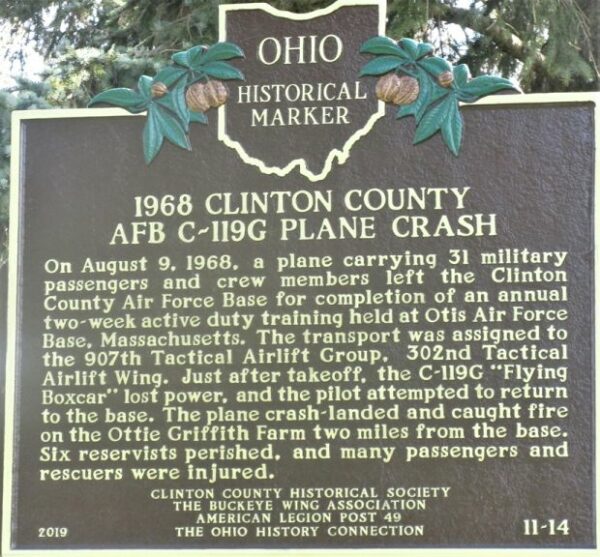 OHIO
HISTORICAL
MARKER
1968 CLINTON COUNTY
AFB C-119G PLANE CRASH
On August 9, 1968, a plane carrying 31 military
passengers and crew members left the Clinton
County Air Force Base for completion of an annual
two-week active duty training held at Otis Air Force
Base, Massachusetts. The transport was assigned to
the 907th Tactical Airlift Group, 302nd Tactical
Airlift Wing. Just after takeoff, the C-119G "Flying
Boxcar" lost power, and the pilot attempted to return
to the base. The plane crash-landed and caught fire
on the Ottie Griffith Farm two miles from the base.
Six reservists perished, and many passengers and
rescuers were injured.
CLINTON COUNTY HISTORICAL SOCIETY
THE BUCKEYE WING ASSOCIATION
AMERICAN LEGION POST 49
2019 THE OHIO HISTORY CONNECTION 11-14